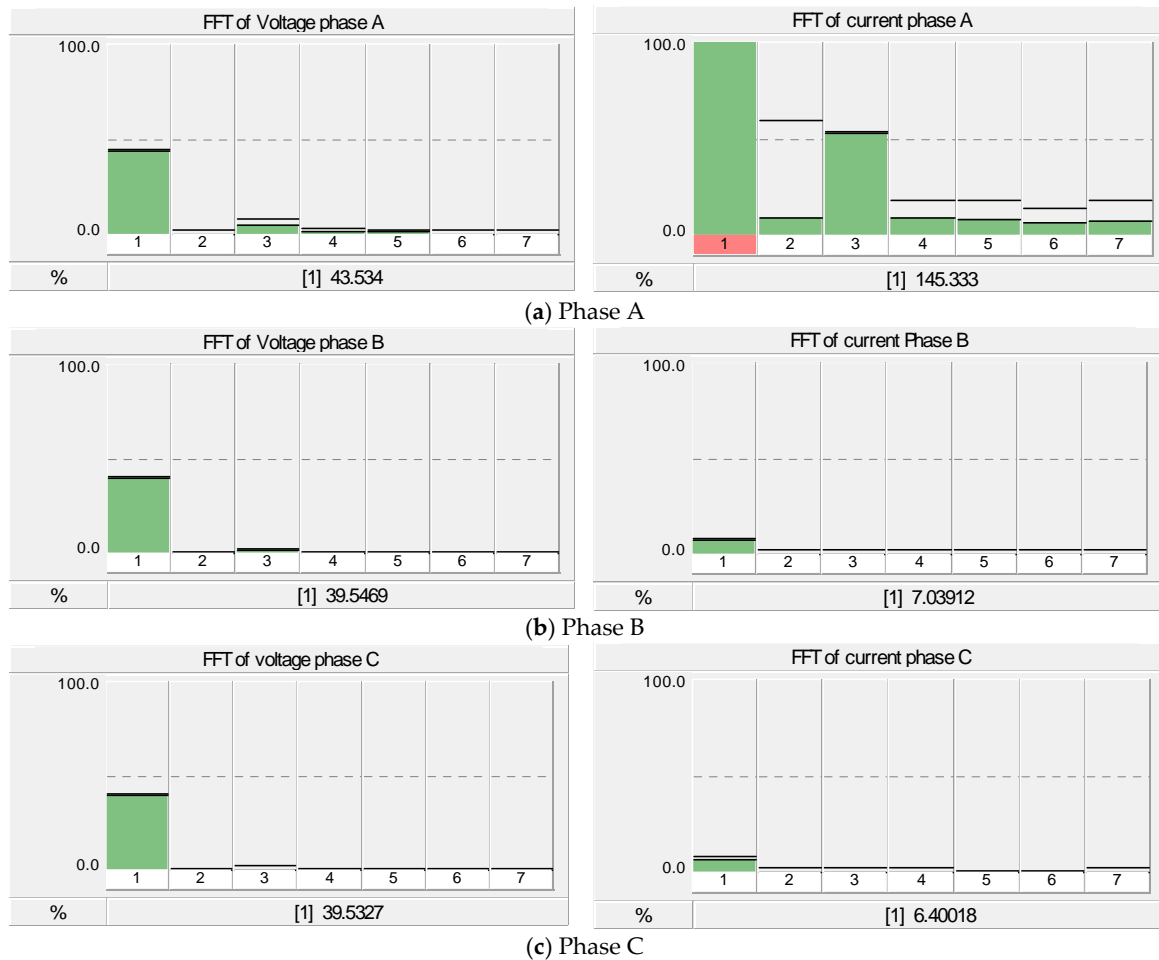 FFT of Voltage phase A
100.0
0.0
1 2 3 4 5 6 7
% [1] 43.534
FFT of current phase A
100.0
0.0
1 2 3 4 5 6 7
% [1] 145.333
(a) Phase A
FFT of Voltage phase B
100.0
0.0
1 2 3 4 5 6 7
% [1] 39.5469
FFT of current Phase B
100.0
0.0
1 2 3 4 5 6 7
% [1] 7.03912
(b) Phase B
FFT of voltage phase C
100.0
0.0
1 2 3 4 5 6 7
% [1] 39.5327
FFT of current phase C
100.0
0.0
1 2 3 4 5 6 7
% [1] 6.40018
(c) Phase C